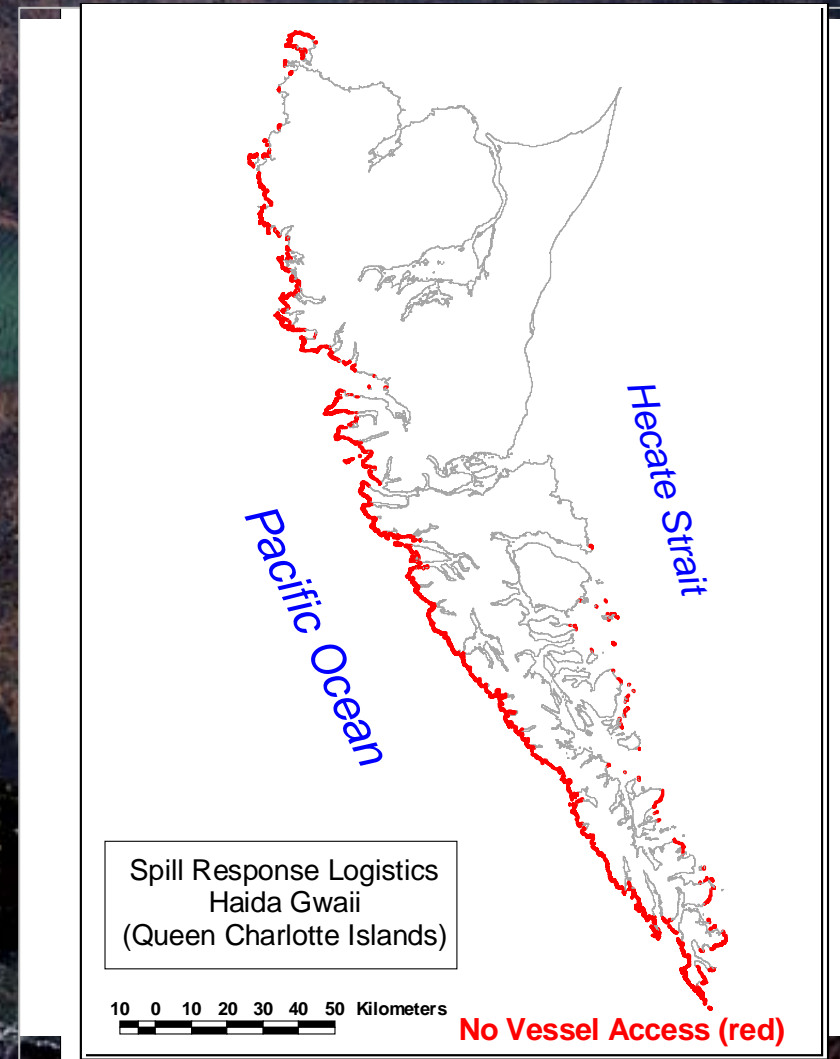 Hecate Strait
Pacific Ocean
Spill Response Logistics
Haida Gwaii
(Queen Charlotte Islands)
10 0 10 20 30 40 50 Kilometers
No Vessel Access (red)